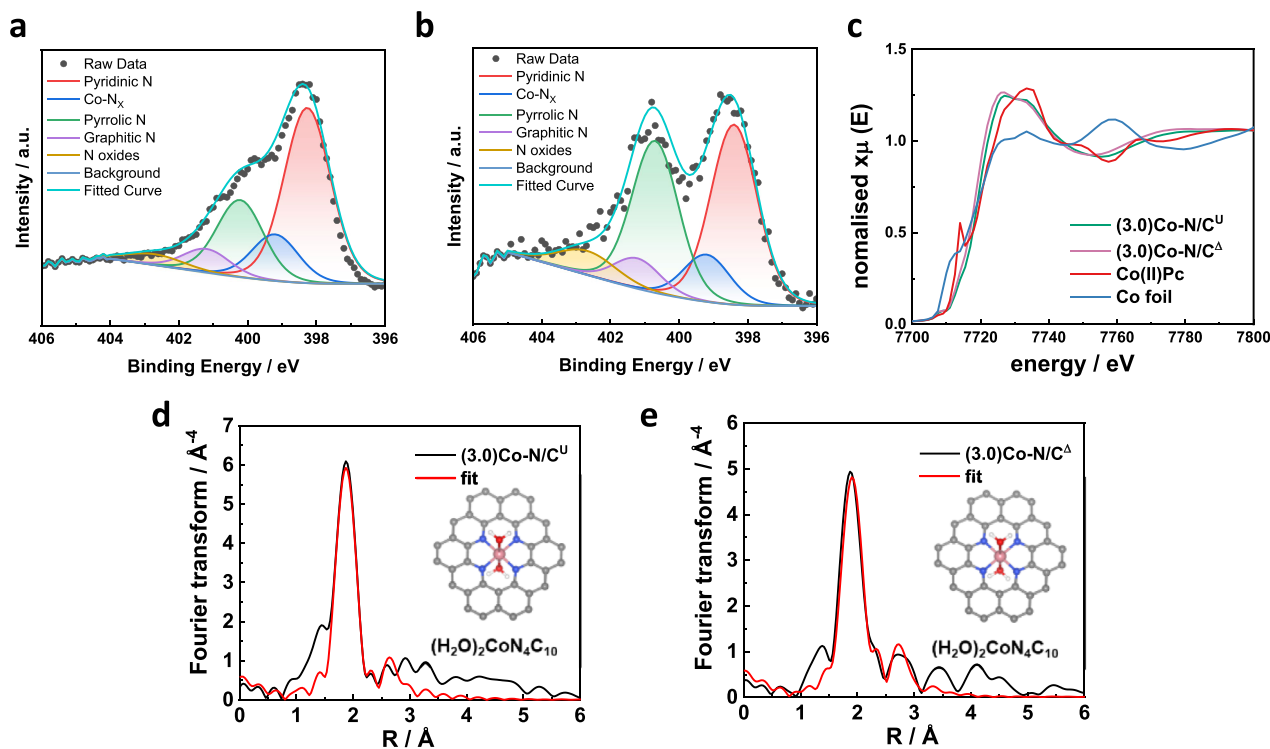 a
Raw Data
Pyridinic N
Co-NX
Pyrrolic N
Graphitic N
N oxides
Background
Fitted Curve
Intensity / a.u.
406 404 402 400 398 396
Binding Energy / eV
b
Raw Data
Pyridinic N
Co-NX
Pyrrolic N
Graphitic N
N oxides
Background
Fitted Curve
Intensity / a.u.
406 404 402 400 398 396
Binding Energy / eV
c
nomalised xμ (E)
1.5
1.0
0.5
0.0
(3.0)Co-N/C^U
(3.0)Co-N/C^Δ
Co(II)Pc
Co foil
7700 7720 7740 7760 7780 7800
energy / eV
d
Fourier transform / Å^-4
7
6
5
4
3
2
1
0
(3.0)Co-N/C^U
fit
(H2O)2CoN4C10
0 1 2 3 4 5 6
R / Å
e
Fourier transform / Å^-4
6
5
4
3
2
1
0
(3.0)Co-N/C^Δ
fit
(H2O)2CoN4C10
0 1 2 3 4 5 6
R / Å